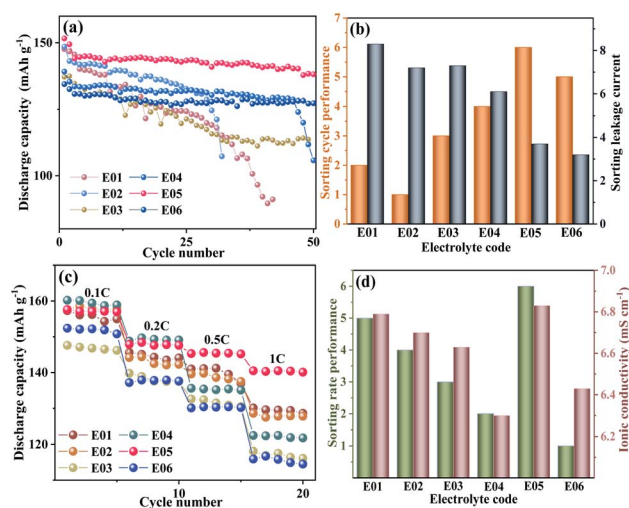 (a)
Discharge capacity (mAh g⁻¹)
150
100
1
25
50
Cycle number
E01
E02
E03
E04
E05
E06
(b)
Sorting cycle performance
7
6
5
4
3
2
1
0
Sorting leakage current
8
6
4
2
0
E01 E02 E03 E04 E05 E06
Electrolyte code
(c)
Discharge capacity (mAh g⁻¹)
160
140
120
0.1C
0.2C
0.5C
1C
E01
E02
E03
E04
E05
E06
0 10 20
Cycle number
(d)
Sorting rate performance
6
5
4
3
2
1
Ionic conductivity (mS cm⁻¹)
7.0
6.8
6.6
6.4
6.2
E01 E02 E03 E04 E05 E06
Electrolyte code